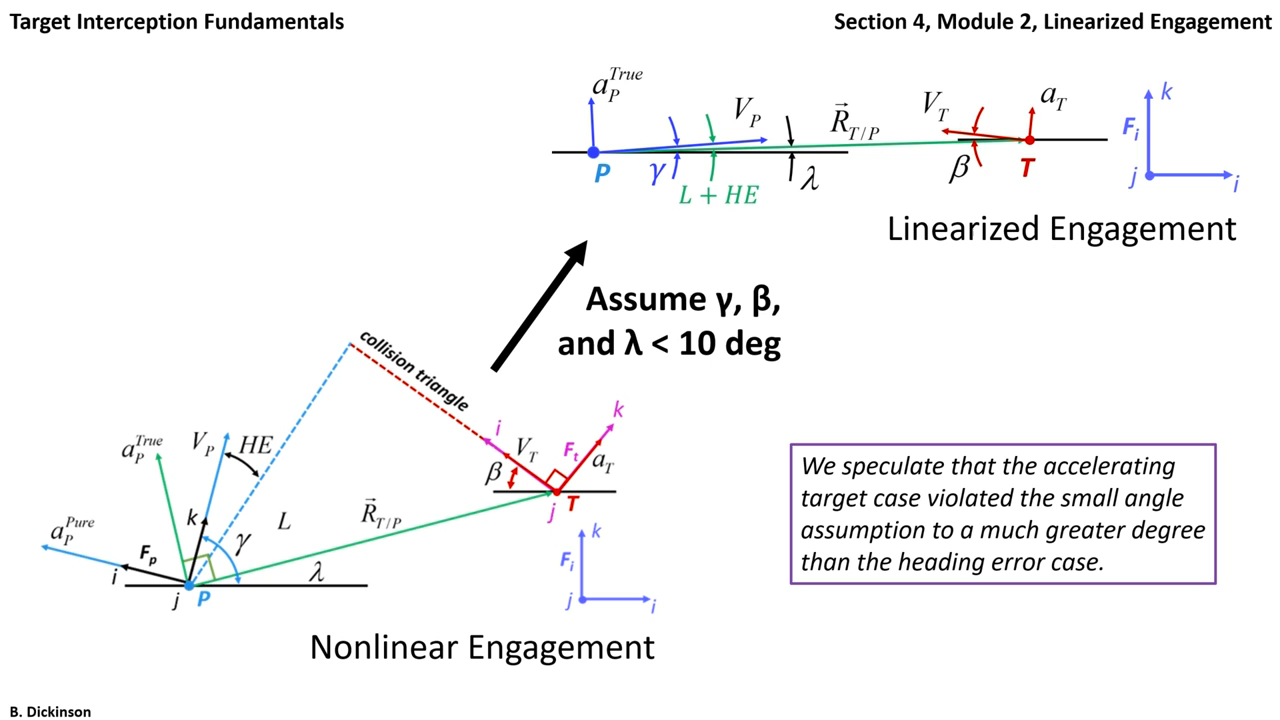 Target Interception Fundamentals
Section 4, Module 2, Linearized Engagement
a_P^{True}
V_P
\vec{R}_{T/P}
V_T
a_T
F_i
k
j
i
P
γ
L + HE
λ
β
T
Linearized Engagement
Assume γ, β,
and λ < 10 deg
collision triangle
a_P^{True}
V_P
HE
a_P^{Pure}
k
F_p
i
j
P
L
γ
λ
\vec{R}_{T/P}
i
V_T
F_t
k
a_T
β
j
T
k
F_i
j
i
Nonlinear Engagement
We speculate that the accelerating
target case violated the small angle
assumption to a much greater degree
than the heading error case.
B. Dickinson